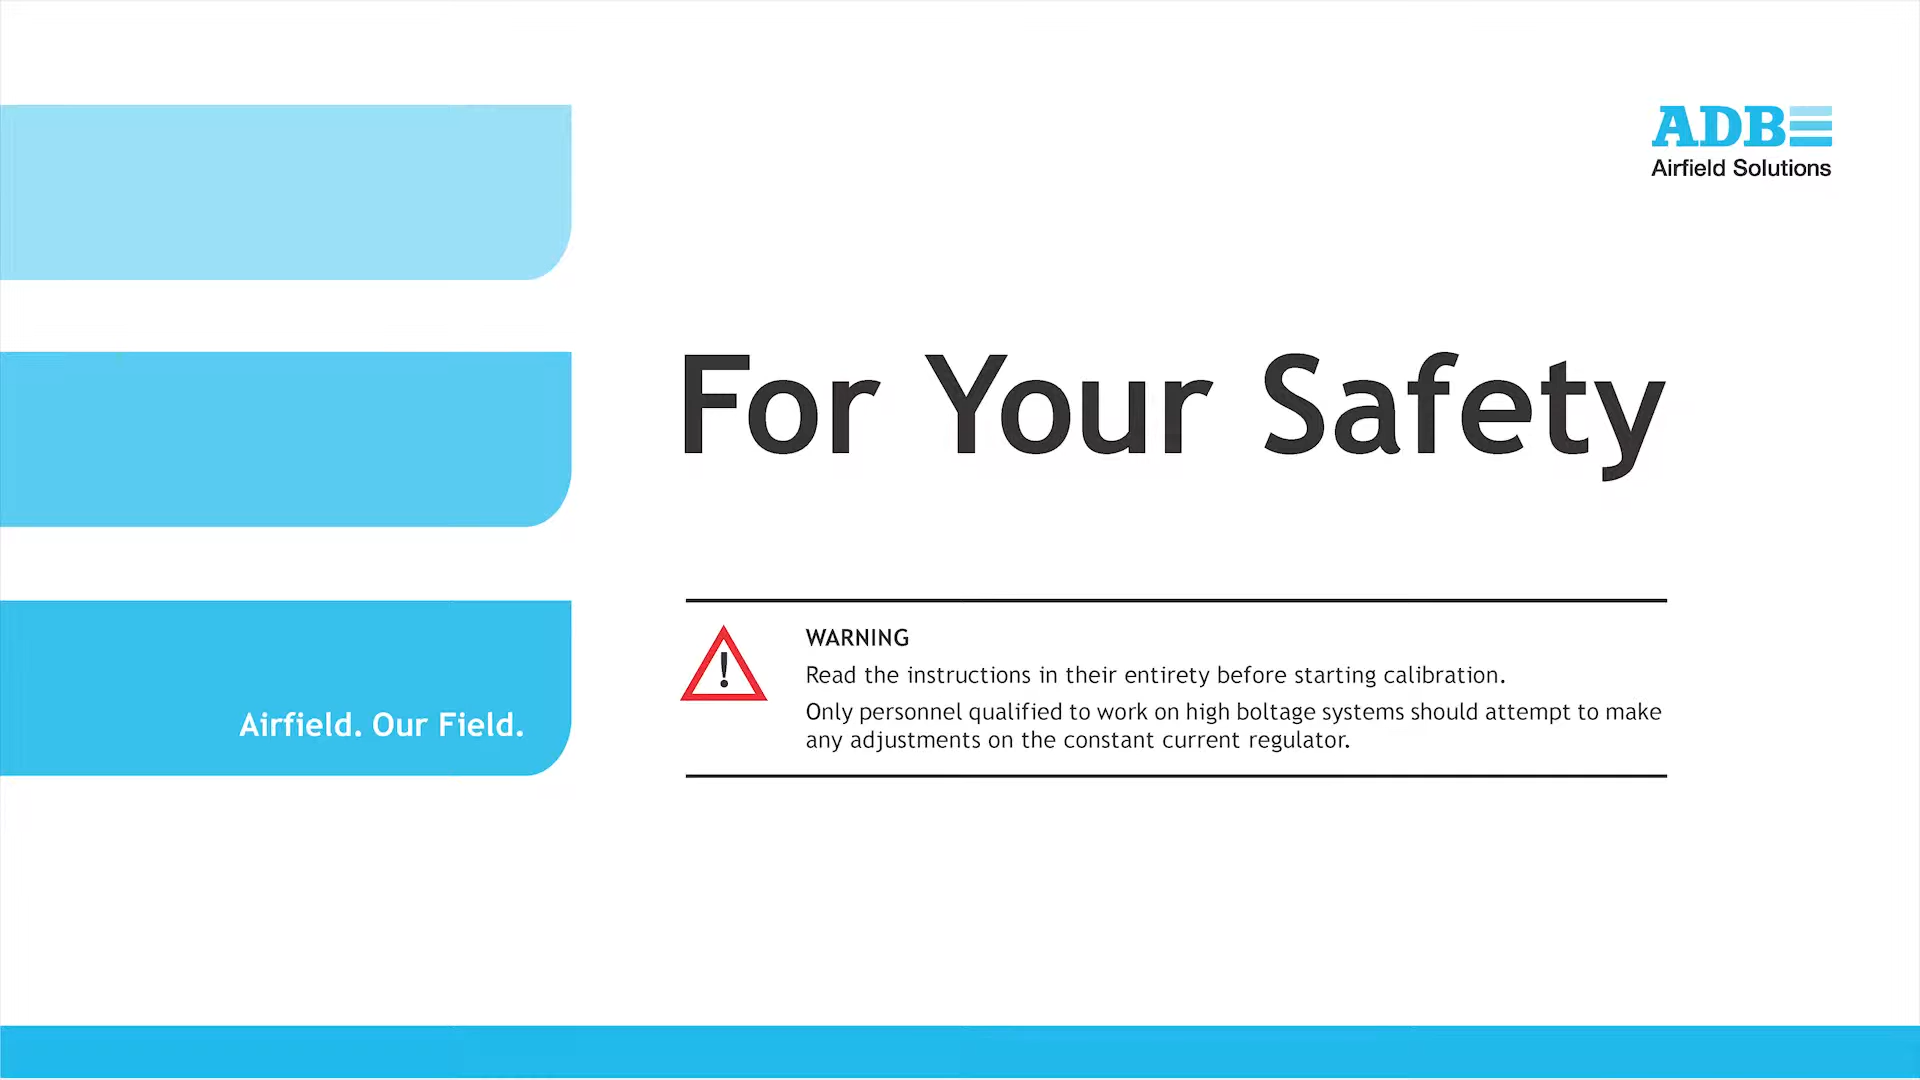 ADB
Airfield Solutions
For Your Safety
WARNING
Read the instructions in their entirety before starting calibration.
Only personnel qualified to work on high boltage systems should attempt to make
any adjustments on the constant current regulator.
Airfield. Our Field.